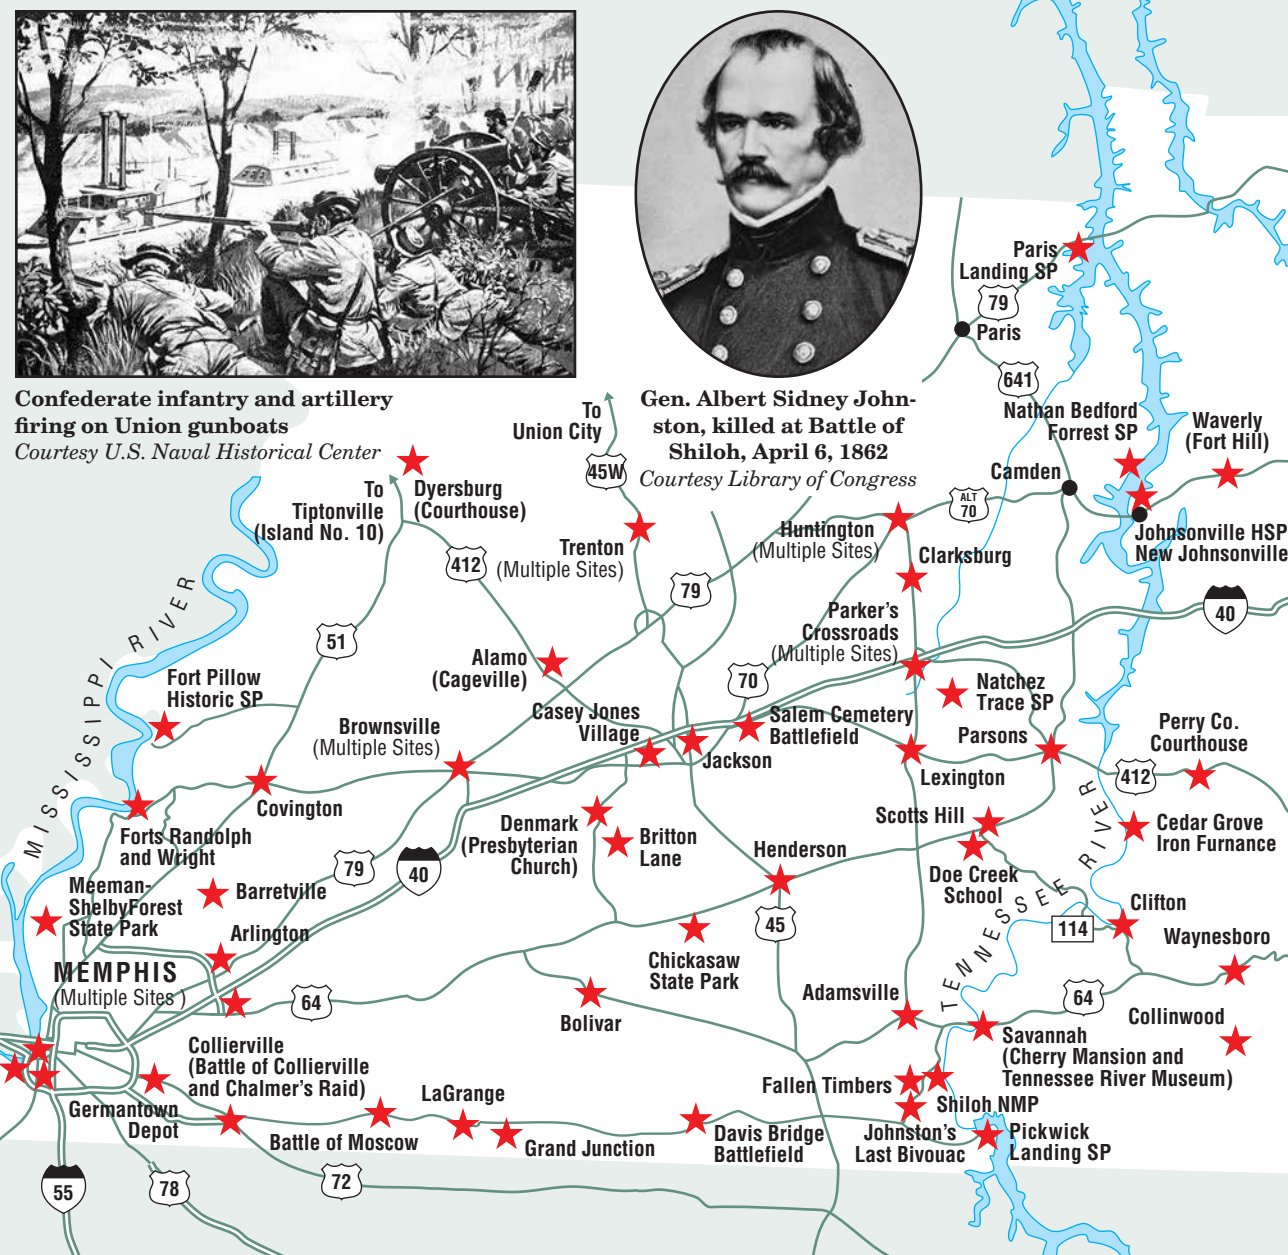 Confederate infantry and artillery
firing on Union gunboats
Courtesy U.S. Naval Historical Center
Gen. Albert Sidney John-
ston, killed at Battle of
Shiloh, April 6, 1862
Courtesy Library of Congress
Paris
Landing SP
79
Paris
641
Nathan Bedford
Forrest SP
Waverly
(Fort Hill)
Camden
ALT
70
Johnsonville HSP
New Johnsonville
To
Union City
45W
To
Tiptonville
(Island No. 10)
Dyersburg
(Courthouse)
412
Trenton
(Multiple Sites)
79
Huntington
(Multiple Sites)
Clarksburg
40
51
Parker's
Crossroads
(Multiple Sites)
Alamo
(Cageville)
70
Natchez
Trace SP
MISSISSIPPI RIVER
Fort Pillow
Historic SP
Brownsville
(Multiple Sites)
Casey Jones
Village
Salem Cemetery
Battlefield
Jackson
Parsons
Lexington
Perry Co.
Courthouse
412
Covington
Forts Randolph
and Wright
Denmark
(Presbyterian
Church)
Britton
Lane
Scotts Hill
Cedar Grove
Iron Furnance
Henderson
Doe Creek
School
79
40
Meeman-
ShelbyForest
State Park
Barretville
Arlington
45
114
Clifton
TENNESSEE RIVER
Waynesboro
Chickasaw
State Park
MEMPHIS
(Multiple Sites )
64
Bolivar
Adamsville
64
Collinwood
Savannah
(Cherry Mansion and
Tennessee River Museum)
Collierville
(Battle of Collierville
and Chalmer's Raid)
Fallen Timbers
Shiloh NMP
Germantown
Depot
LaGrange
Battle of Moscow
Grand Junction
Davis Bridge
Battlefield
Johnston's
Last Bivouac
Pickwick
Landing SP
55
78
72